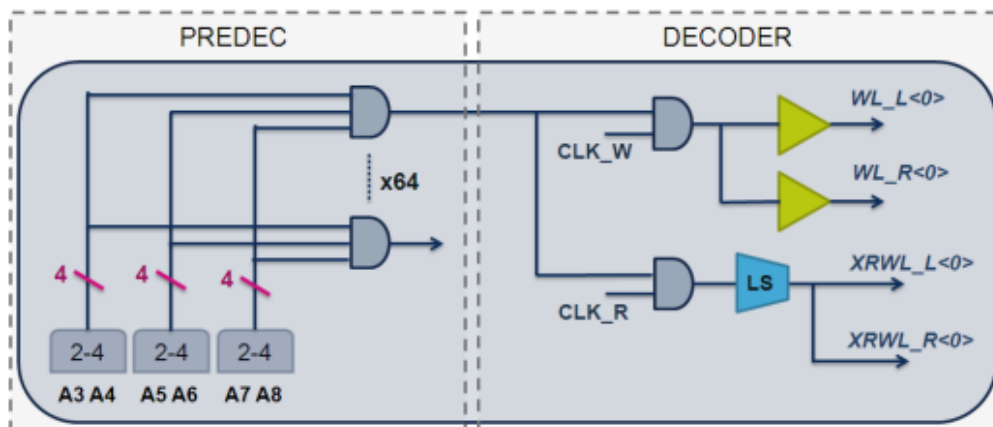 PREDEC
DECODER
WL_L<0>
CLK_W
x64
WL_R<0>
4
4
4
LS
XRWL_L<0>
CLK_R
2-4
2-4
2-4
XRWL_R<0>
A3 A4
A5 A6
A7 A8